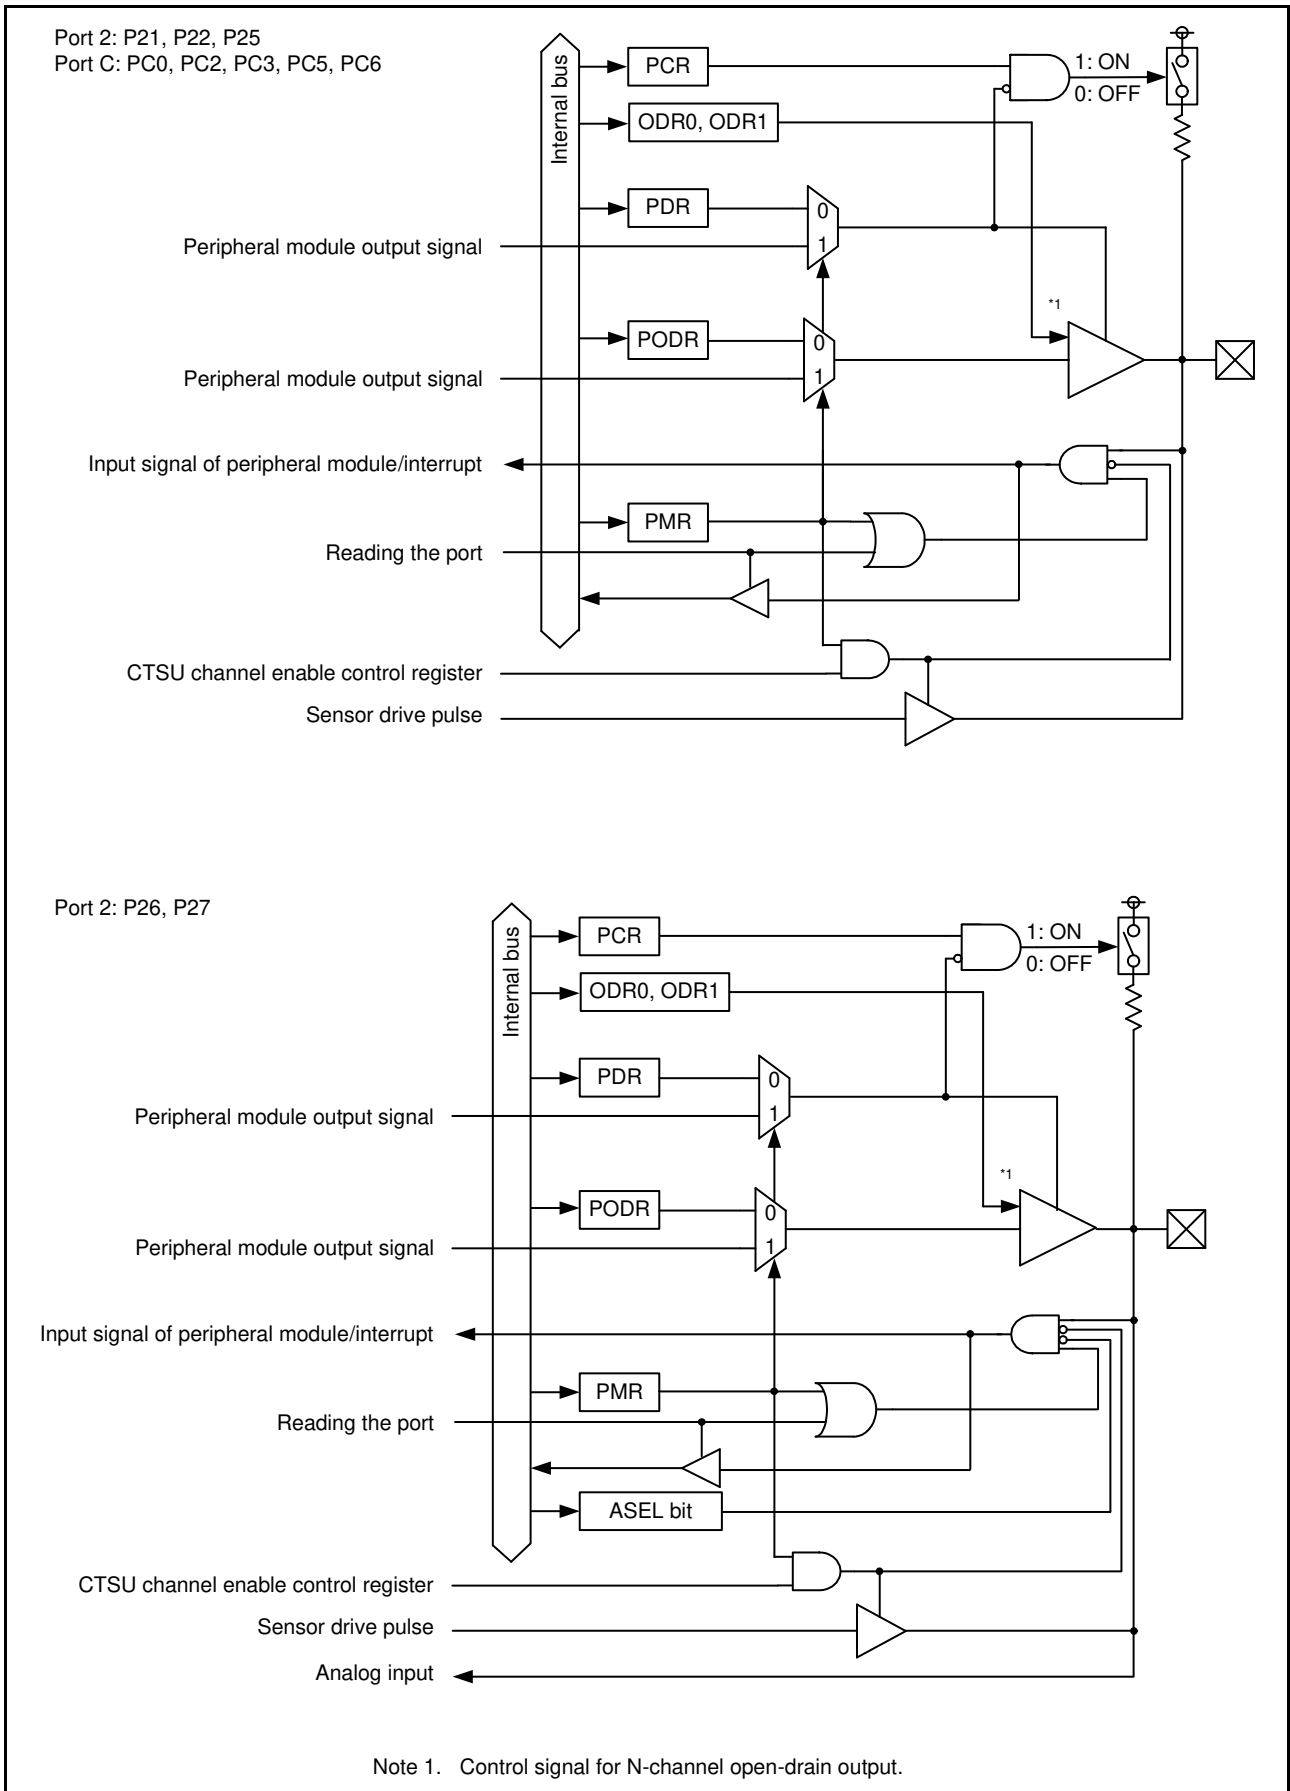 Port 2: P21, P22, P25
Port C: PC0, PC2, PC3, PC5, PC6
Internal bus
PCR
1: ON
0: OFF
ODR0, ODR1
PDR
0
Peripheral module output signal
1
*1
PODR
0
Peripheral module output signal
1
Input signal of peripheral module/interrupt
PMR
Reading the port
CTSU channel enable control register
Sensor drive pulse
Port 2: P26, P27
Internal bus
PCR
1: ON
0: OFF
ODR0, ODR1
PDR
0
Peripheral module output signal
1
*1
PODR
0
Peripheral module output signal
1
Input signal of peripheral module/interrupt
PMR
Reading the port
ASEL bit
CTSU channel enable control register
Sensor drive pulse
Analog input
Note 1. Control signal for N-channel open-drain output.